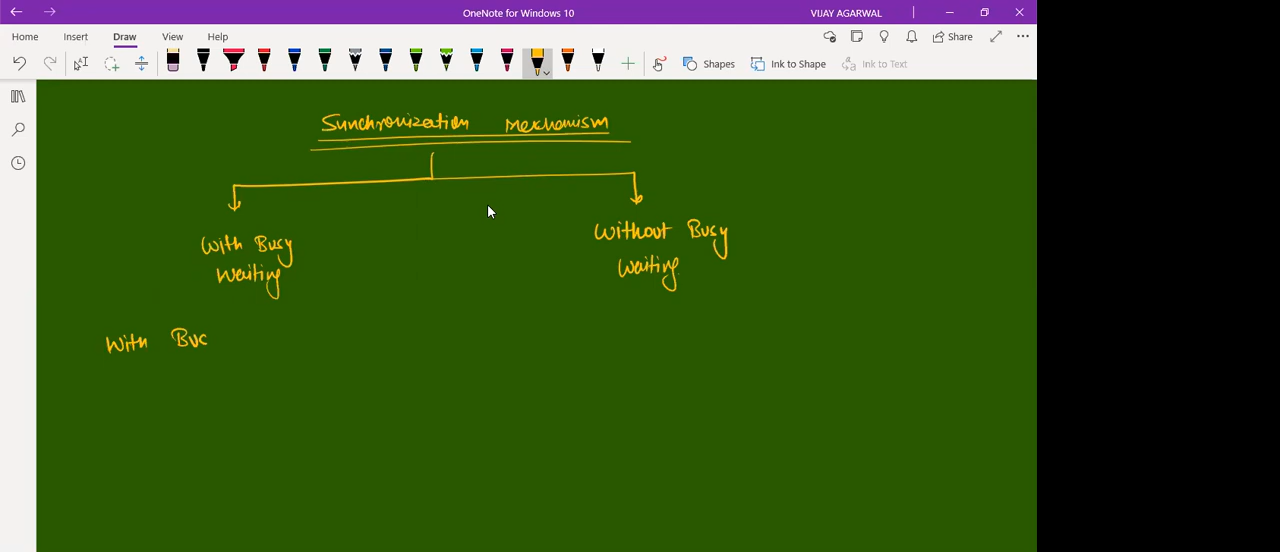 OneNote for Windows 10
VIJAY AGARWAL
Home Insert Draw View Help
Share
Shapes Ink to Shape Ink to Text
Sunchronization Mechanism
With Busy
Waiting
Without Busy
Waiting
With Buc